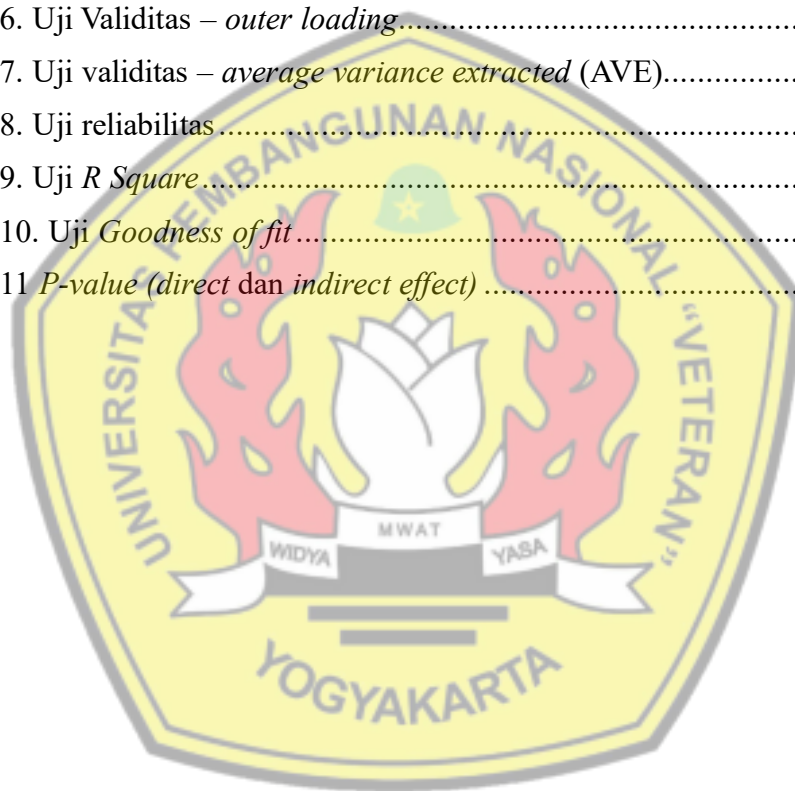 6. Uji Validitas – outer loading................................................
7. Uji validitas – average variance extracted (AVE)................
8. Uji reliabilitas.....................................................................
9. Uji R Square.......................................................................
10. Uji Goodness of fit...........................................................
11 P-value (direct dan indirect effect) ......................................
UNIVERSITAS PEMBANGUNAN NASIONAL “VETERAN”
WIDYA MWAT YASA
YOGYAKARTA